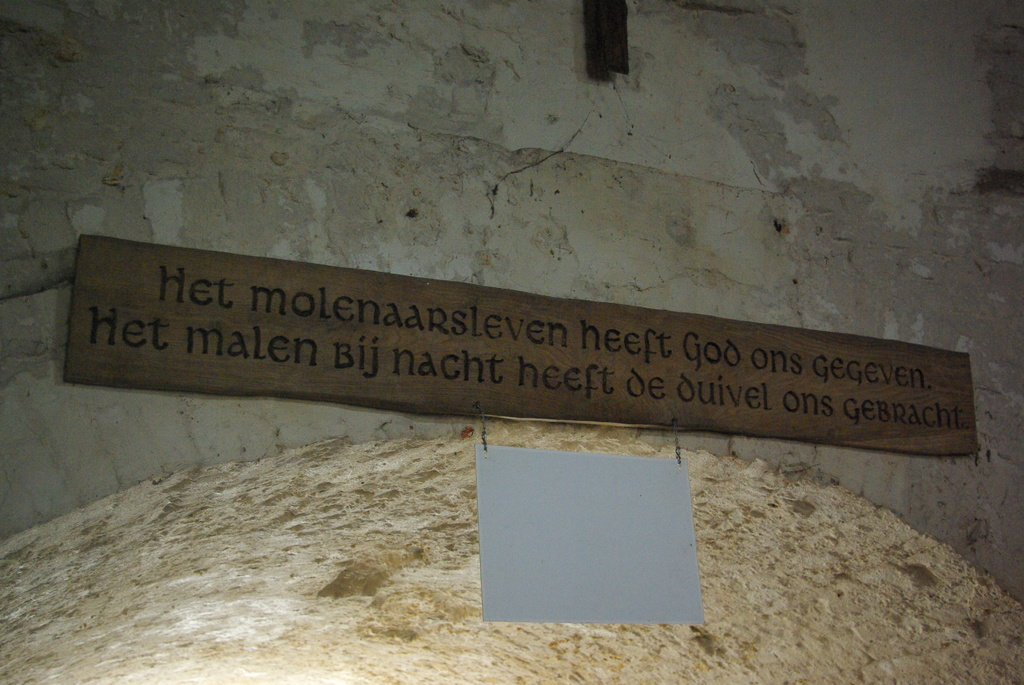 Het molenaarsleven heeft God ons gegeven.
Het malen bij nacht heeft de duivel ons gebracht.